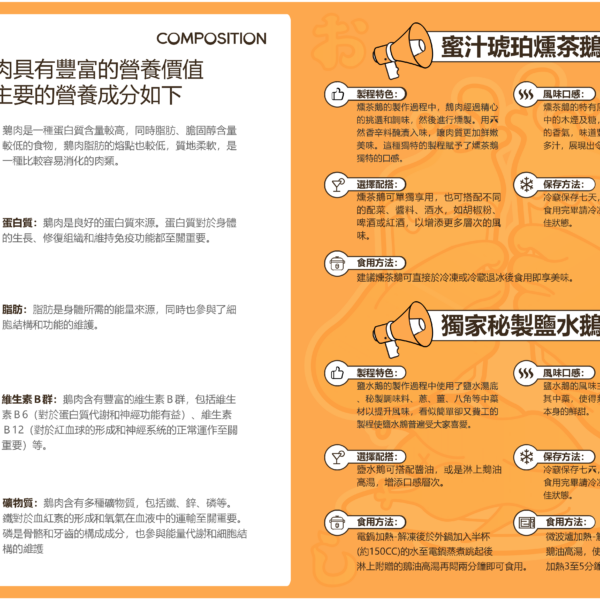 COMPOSITION
肉具有豐富的營養價值
主要的營養成分如下
鵝肉是一種蛋白質含量較高，同時脂肪、膽固醇含量
較低的食物，鵝肉脂肪的熔點也較低，質地柔軟，是
一種比較容易消化的肉類。
蛋白質：鵝肉是良好的蛋白質來源。蛋白質對於身體
的生長、修復組織和維持免疫功能都至關重要。
脂肪：脂肪是身體所需的能量來源，同時也參與了細
胞結構和功能的維護。
維生素B群：鵝肉含有豐富的維生素B群，包括維生
素B6（對於蛋白質代謝和神經功能有益）、維生素
B12（對於紅血球的形成和神經系統的正常運作至關
重要）等。
礦物質：鵝肉含有多種礦物質，包括鐵、鋅、磷等。
鐵對於血紅素的形成和氧氣在血液中的運輸至關重要。
磷是骨骼和牙齒的構成成分，也參與能量代謝和細胞結
構的維護
お
蜜汁琥珀燻茶鵝
製程特色：
燻茶鵝的製作過程中，鵝肉經過精心
的挑選和調味，然後進行燻製。用天
然香辛料醃漬入味，讓肉質更加鮮嫩
美味。這種獨特的製程賦予了燻茶鵝
獨特的口感。
風味口感：
燻茶鵝的特有風
中的木煙及糖，
的香氣，味道豐
多汁，展現出令
選擇配搭：
燻茶鵝可單獨享用，也可搭配不同
的配菜、醬料、酒水，如胡椒粉、
啤酒或紅酒，以增添更多層次的風
味。
保存方法：
冷藏保存七天，
食用完畢請冷凍
佳狀態。
食用方法：
建議燻茶鵝可直接於冷凍或冷藏退冰後食用即享美味。
獨家秘製鹽水鵝
製程特色：
鹽水鵝的製作過程中使用了鹽水湯底
、秘製調味料、蔥、薑、八角等中藥
材以提升風味，看似簡單卻又費工的
製程使鹽水鵝普遍受大家喜愛。
風味口感：
鹽水鵝的風味主
其中藥，使得鵝
本身的鮮甜。
選擇配搭：
鹽水鵝可搭配醬油，或是淋上鵝油
高湯，增添口感層次。
保存方法：
冷藏保存七天，
食用完畢請冷凍
佳狀態。
食用方法：
電鍋加熱-解凍後於外鍋加入半杯
(約150CC)的水至電鍋蒸煮跳起後
淋上附贈的鵝油高湯再悶兩分鐘即可食用。
食用方法：
微波爐加熱-
鵝油高湯，使
加熱3至5分鐘